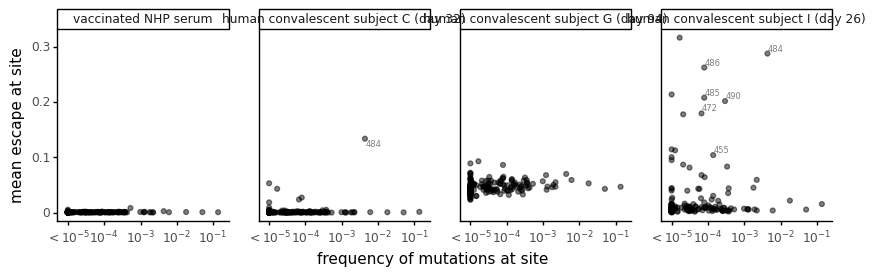 vaccinated NHP serum
human convalescent subject C (day 32)
human convalescent subject G (day 94)
human convalescent subject I (day 26)
mean escape at site
0.3
0.2
0.1
0
484
484
486
485
490
472
455
< 10⁻⁵ 10⁻⁴ 10⁻³ 10⁻² 10⁻¹
< 10⁻⁵ 10⁻⁴ 10⁻³ 10⁻² 10⁻¹
< 10⁻⁵ 10⁻⁴ 10⁻³ 10⁻² 10⁻¹
< 10⁻⁵ 10⁻⁴ 10⁻³ 10⁻² 10⁻¹
frequency of mutations at site